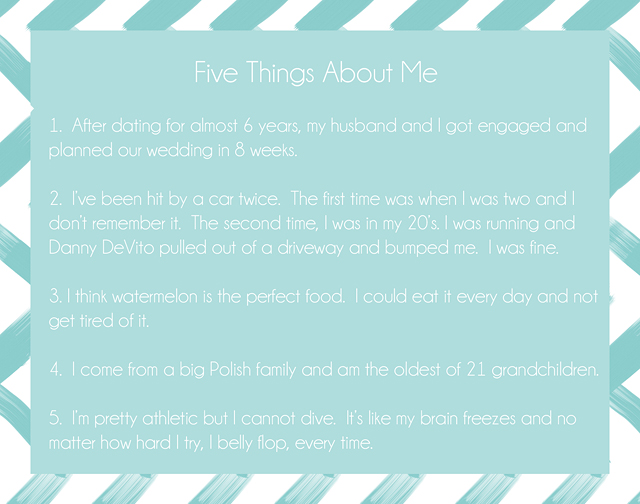 Five Things About Me
1. After dating for almost 6 years, my husband and I got engaged and
planned our wedding in 8 weeks.
2. I've been hit by a car twice. The first time was when I was two and I
don't remember it. The second time, I was in my 20's. I was running and
Danny DeVito pulled out of a driveway and bumped me. I was fine.
3. I think watermelon is the perfect food. I could eat it every day and not
get tired of it.
4. I come from a big Polish family and am the oldest of 21 grandchildren.
5. I'm pretty athletic but I cannot dive. It's like my brain freezes and no
matter how hard I try, I belly flop, every time.